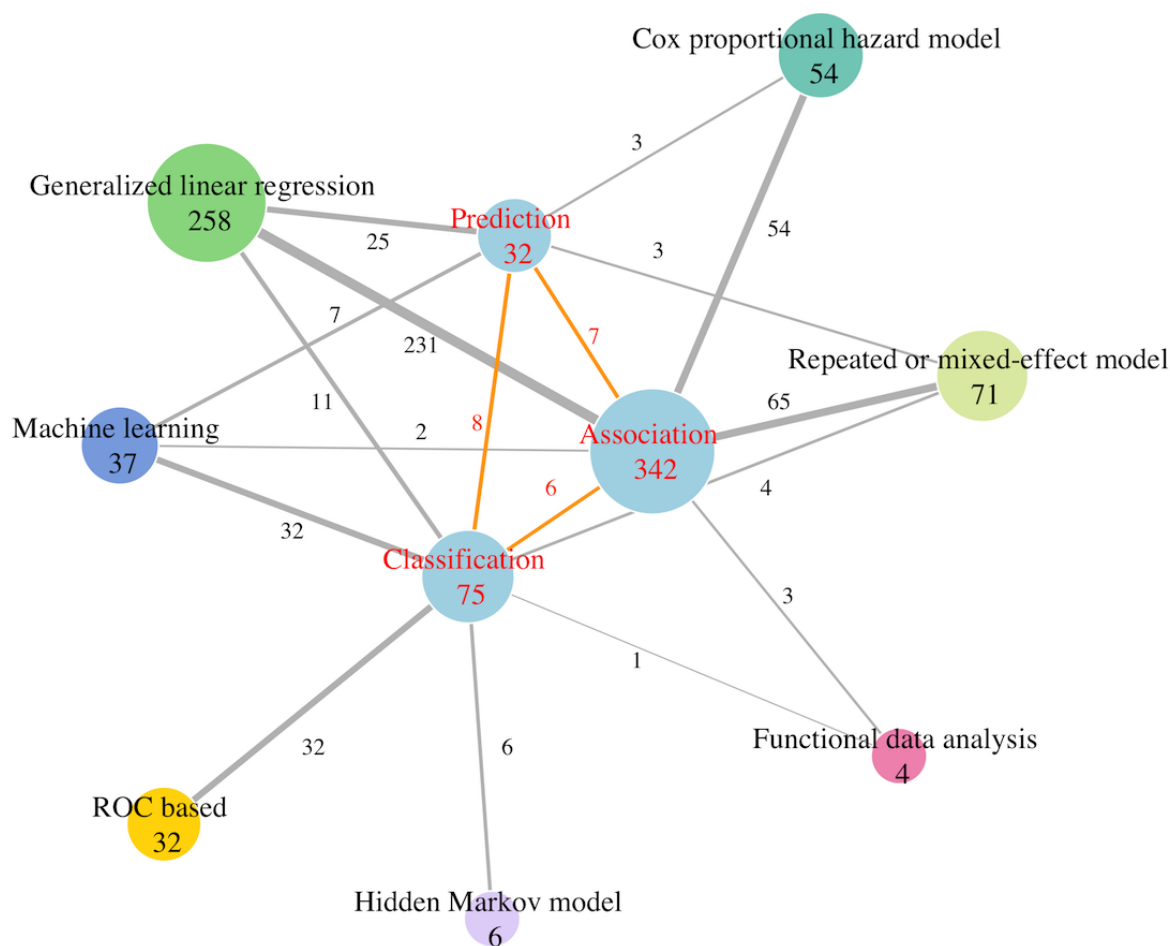 Cox proportional hazard model
54
3
Generalized linear regression
258
Prediction
32
25
54
3
7
231
7
Repeated or mixed-effect model
71
65
11
Machine learning
37
2
8
Association
342
6
4
32
Classification
75
3
1
32
6
Functional data analysis
4
ROC based
32
Hidden Markov model
6